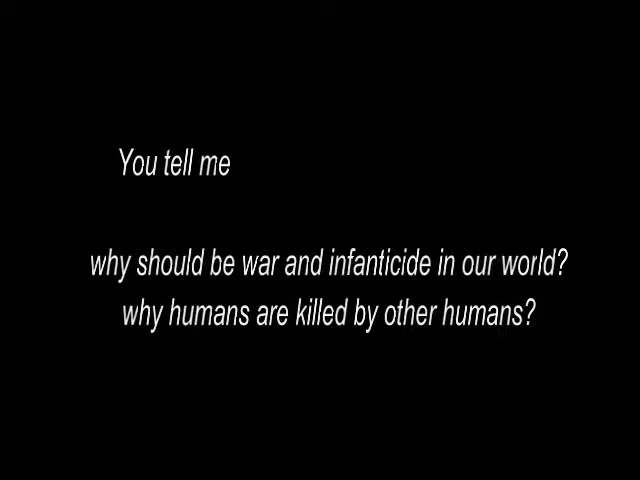 You tell me
why should be war and infanticide in our world?
why humans are killed by other humans?